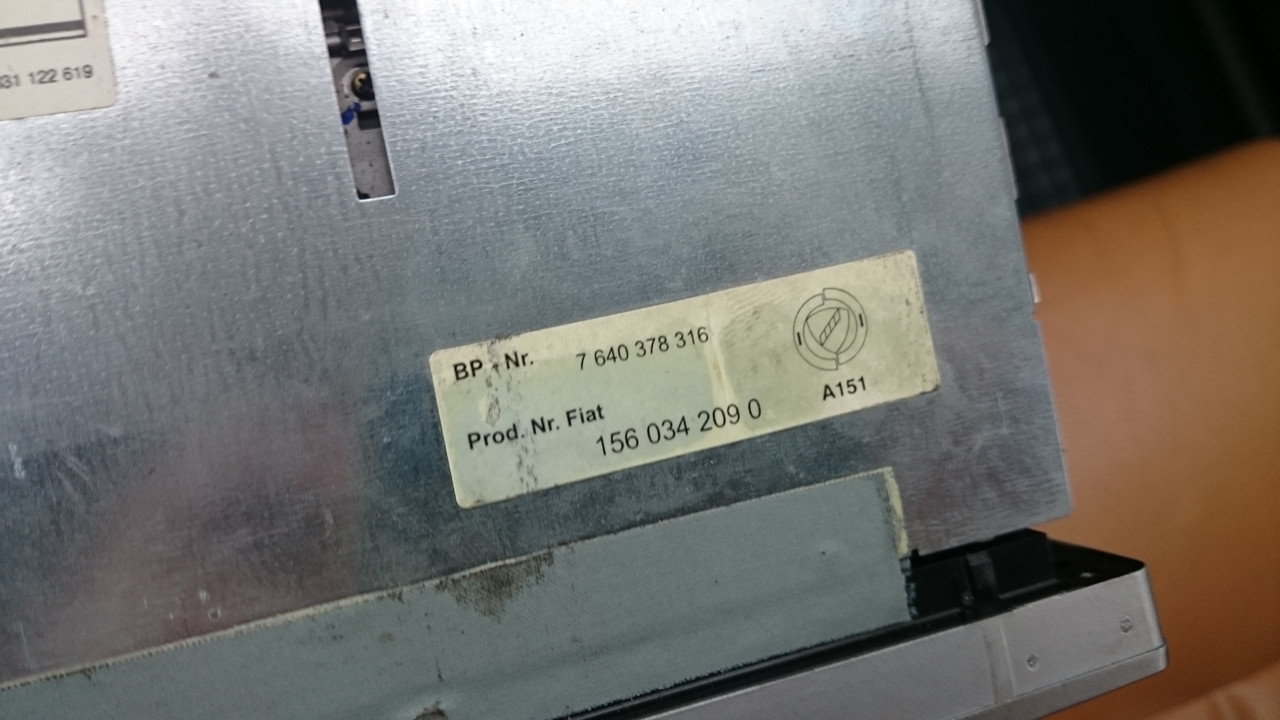 31 122 619
BP - Nr. 7 640 378 316
Prod. Nr. Fiat
156 034 209 0
A151